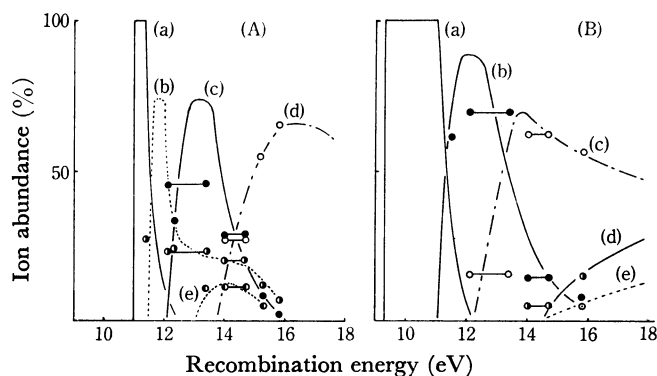 100
50
Ion abundance (%)
(a)
(A)
(b)
(c)
(d)
(e)
10
12
14
16
18
(a)
(B)
(b)
(c)
(d)
(e)
10
12
14
16
18
Recombination energy (eV)